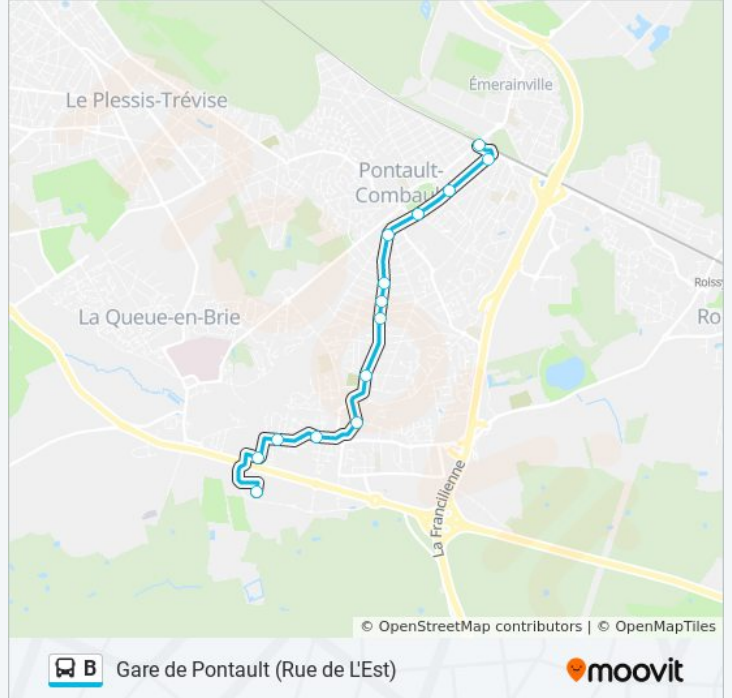 Émerainville
Le Plessis-Trévise
Pontault-
Combault
Roissy
La Queue-en-Brie
Ro
La Francilienne
© OpenStreetMap contributors | © OpenMapTiles
B Gare de Pontault (Rue de L'Est)
moovit